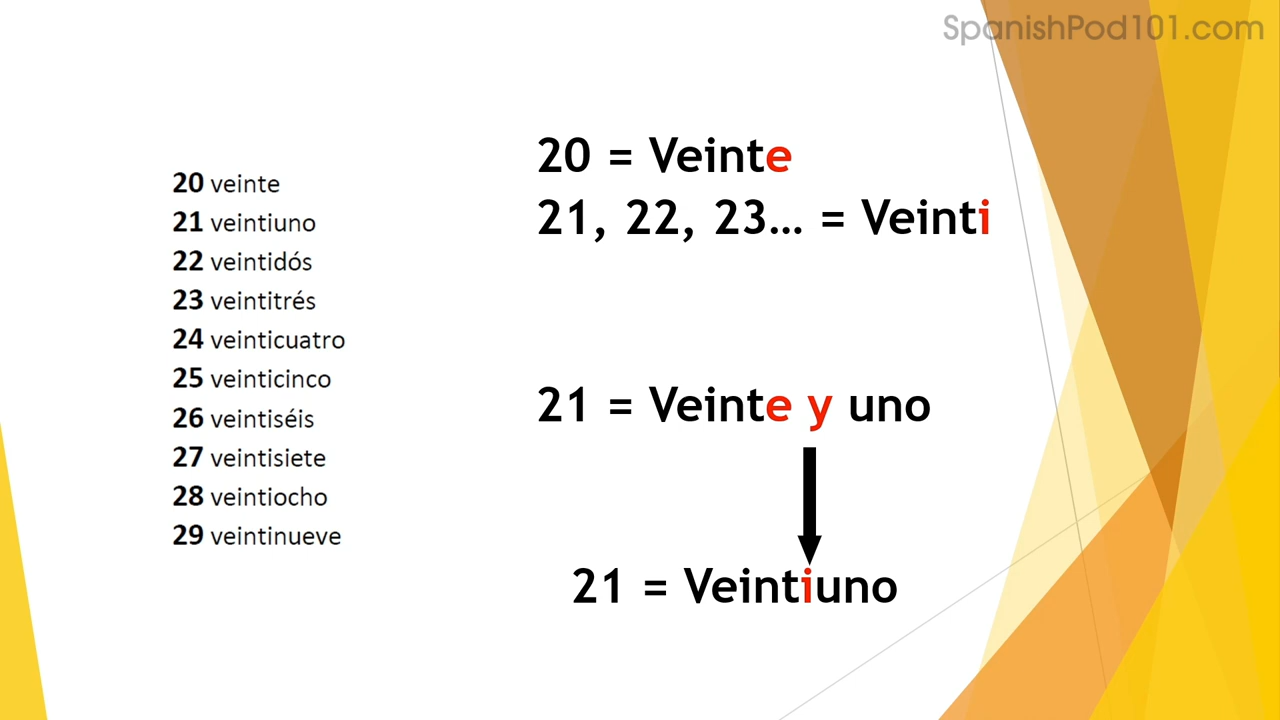 SpanishPod101.com
20 veinte
21 veintiuno
22 veintidós
23 veintitrés
24 veinticuatro
25 veinticinco
26 veintiséis
27 veintisiete
28 veintiocho
29 veintinueve
20 = Veinte
21, 22, 23... = Veinti
21 = Veinte y uno
21 = Veintiuno